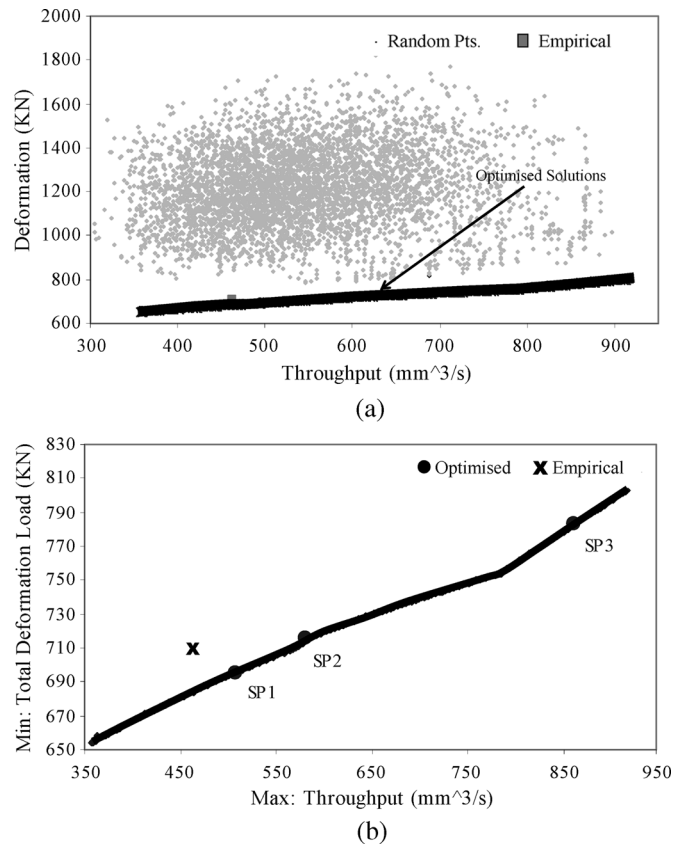 2000
1800
1600
1400
1200
1000
800
600
Deformation (KN)
Random Pts.
Empirical
Optimised Solutions
300 400 500 600 700 800 900
Throughput (mm^3/s)
(a)
830
810
790
770
750
730
710
690
670
650
Min: Total Deformation Load (KN)
Optimised
Empirical
SP3
SP2
SP1
350 450 550 650 750 850 950
Max: Throughput (mm^3/s)
(b)